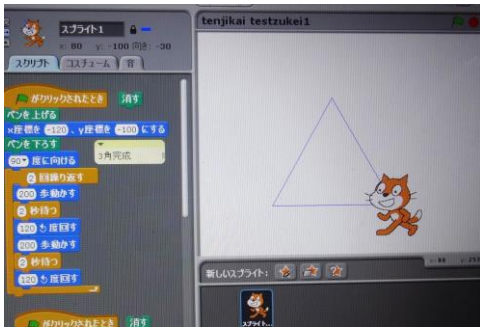 スプライト1
x: 80 y: -100 向き: -30
スクリプト コスチューム 音
がクリックされたとき 消す
ペンを上げる
x座標を -120 、y座標を -100 にする
ペンを下ろす
90 度に向ける
3角完成
2 回繰り返す
200 歩動かす
2 秒待つ
120 度回す
200 歩動かす
2 秒待つ
120 度回す
がクリックされたとき 消す
tenjikai testzukei1
新しいスプライト:
スプライト...